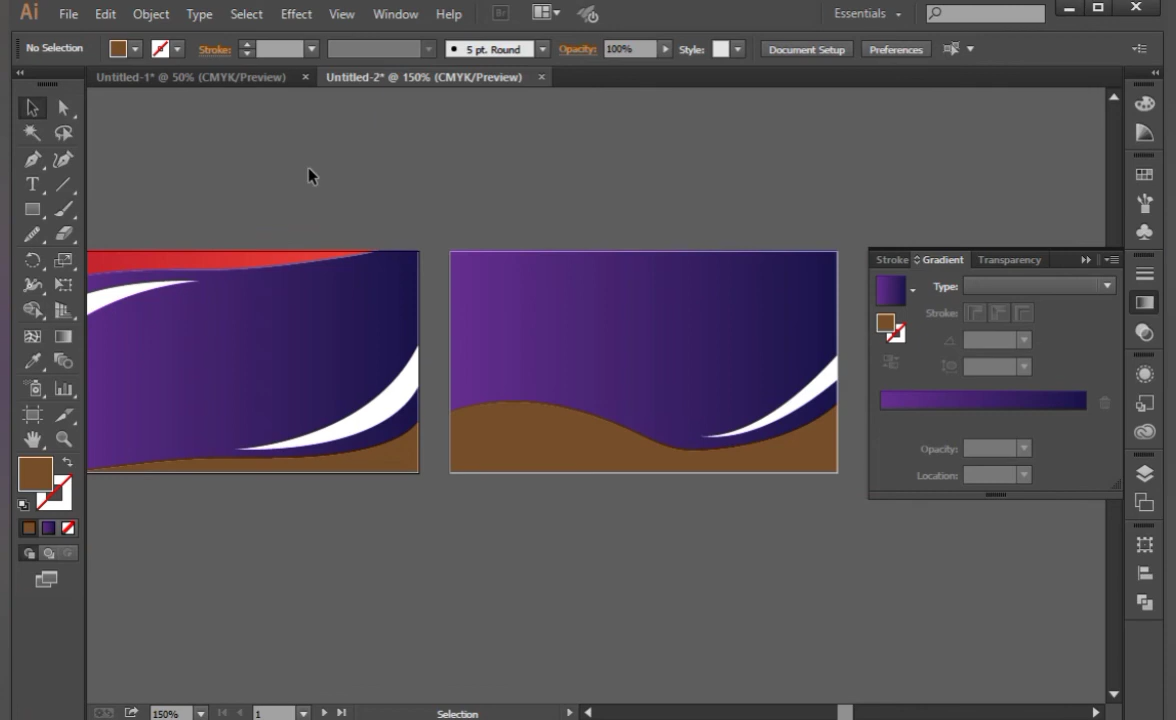 Ai File Edit Object Type Select Effect View Window Help Br Essentials
No Selection Stroke: 5 pt. Round Opacity: 100% Style: Document Setup Preferences
Untitled-1* @ 50% (CMYK/Preview) × Untitled-2* @ 150% (CMYK/Preview) ×
Stroke Gradient Transparency
Type:
Stroke:
Opacity:
Location:
150% 1 Selection